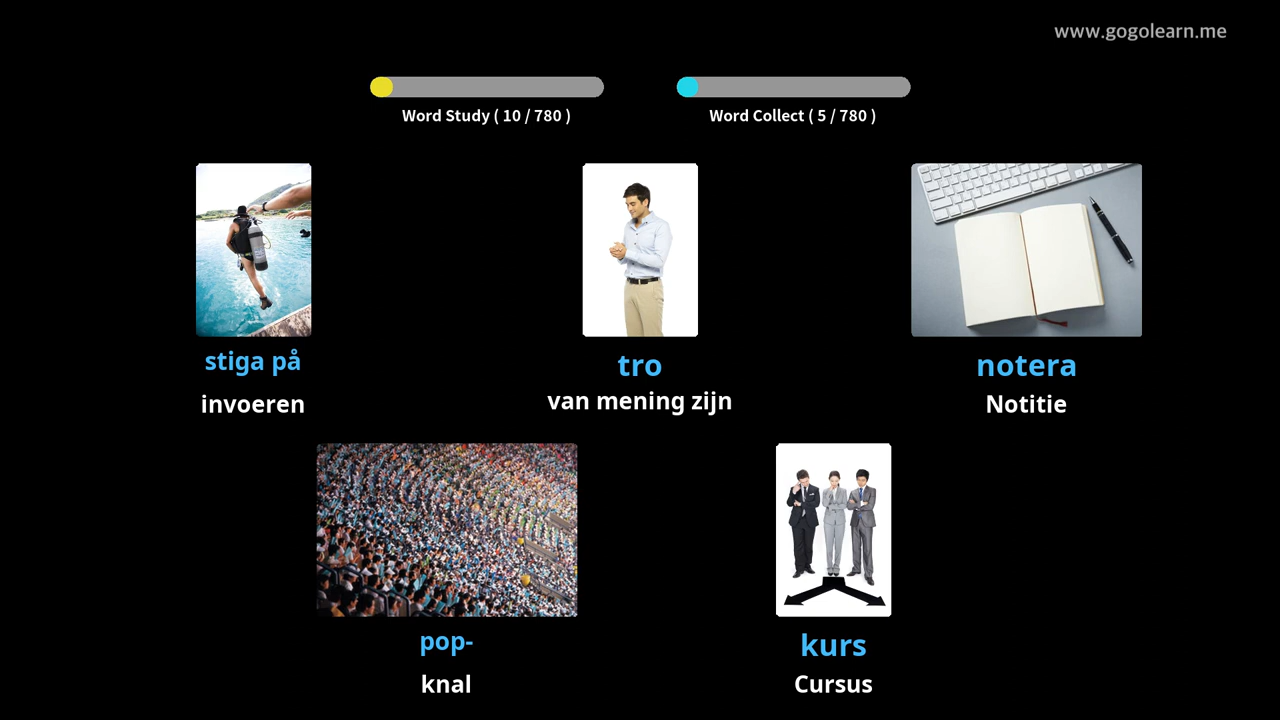 www.gogolearn.me
Word Study ( 10 / 780 )
Word Collect ( 5 / 780 )
stiga på
invoeren
tro
van mening zijn
notera
Notitie
pop-
knal
kurs
Cursus